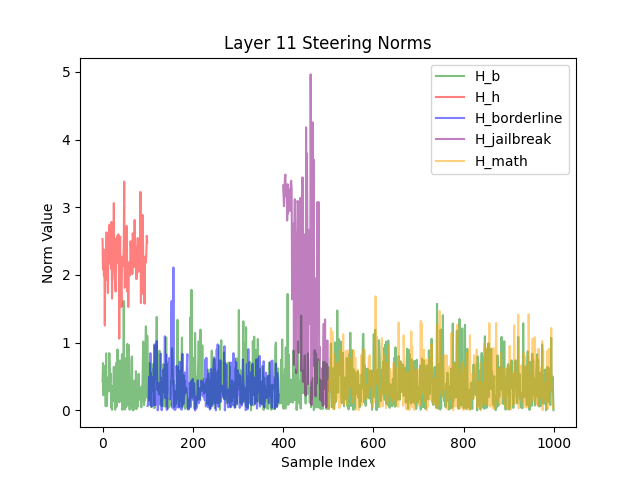 Layer 11 Steering Norms
Norm Value
5
4
3
2
1
0
H_b
H_h
H_borderline
H_jailbreak
H_math
0 200 400 600 800 1000
Sample Index